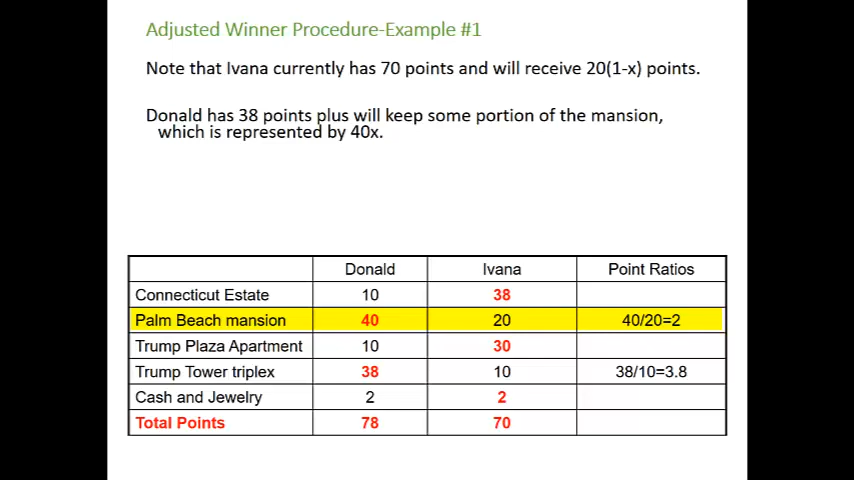 Adjusted Winner Procedure-Example #1
Note that Ivana currently has 70 points and will receive 20(1-x) points.
Donald has 38 points plus will keep some portion of the mansion,
which is represented by 40x.
Donald Ivana Point Ratios
Connecticut Estate 10 38
Palm Beach mansion 40 20 40/20=2
Trump Plaza Apartment 10 30
Trump Tower triplex 38 10 38/10=3.8
Cash and Jewelry 2 2
Total Points 78 70